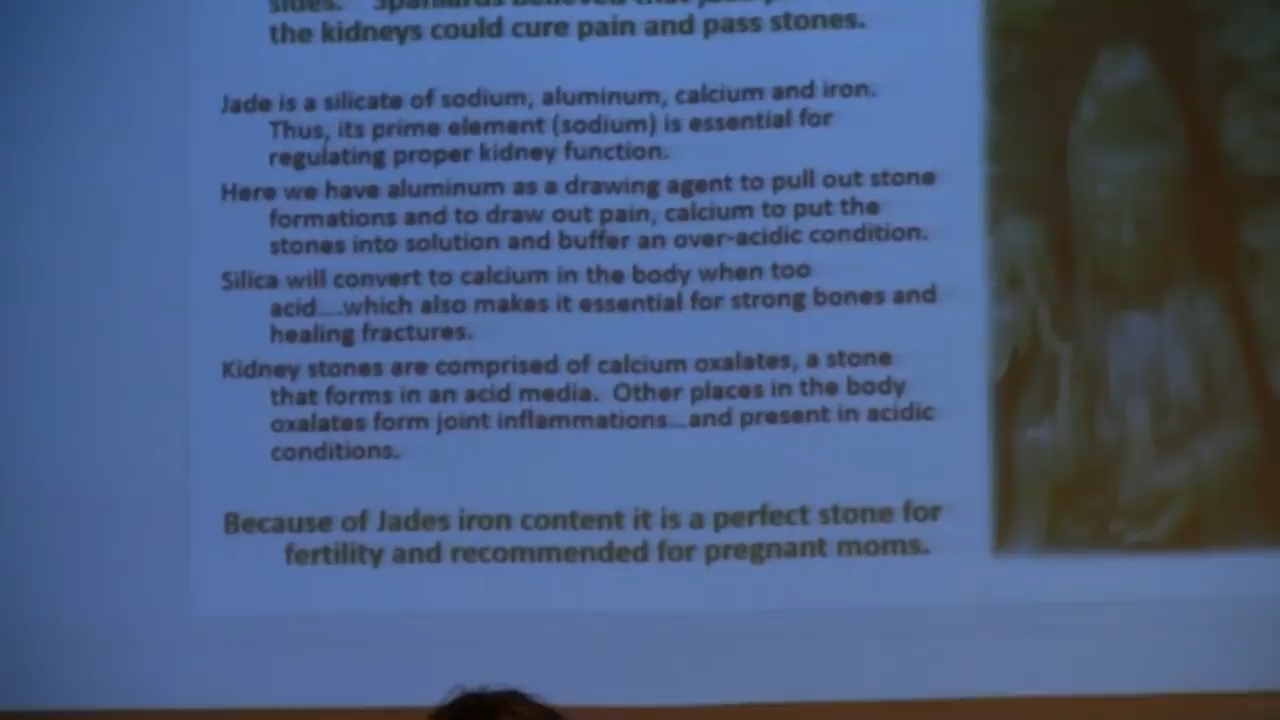 the kidneys could cure pain and pass stones.
Jade is a silicate of sodium, aluminum, calcium and iron.
Thus, its prime element (sodium) is essential for
regulating proper kidney function.
Here we have aluminum as a drawing agent to pull out stone
formations and to draw out pain, calcium to put the
stones into solution and buffer an over-acidic condition.
Silica will convert to calcium in the body when too
acid....which also makes it essential for strong bones and
healing fractures.
Kidney stones are comprised of calcium oxalates, a stone
that forms in an acid media. Other places in the body
oxalates form joint inflammations...and present in acidic
conditions.
Because of Jades iron content it is a perfect stone for
fertility and recommended for pregnant moms.